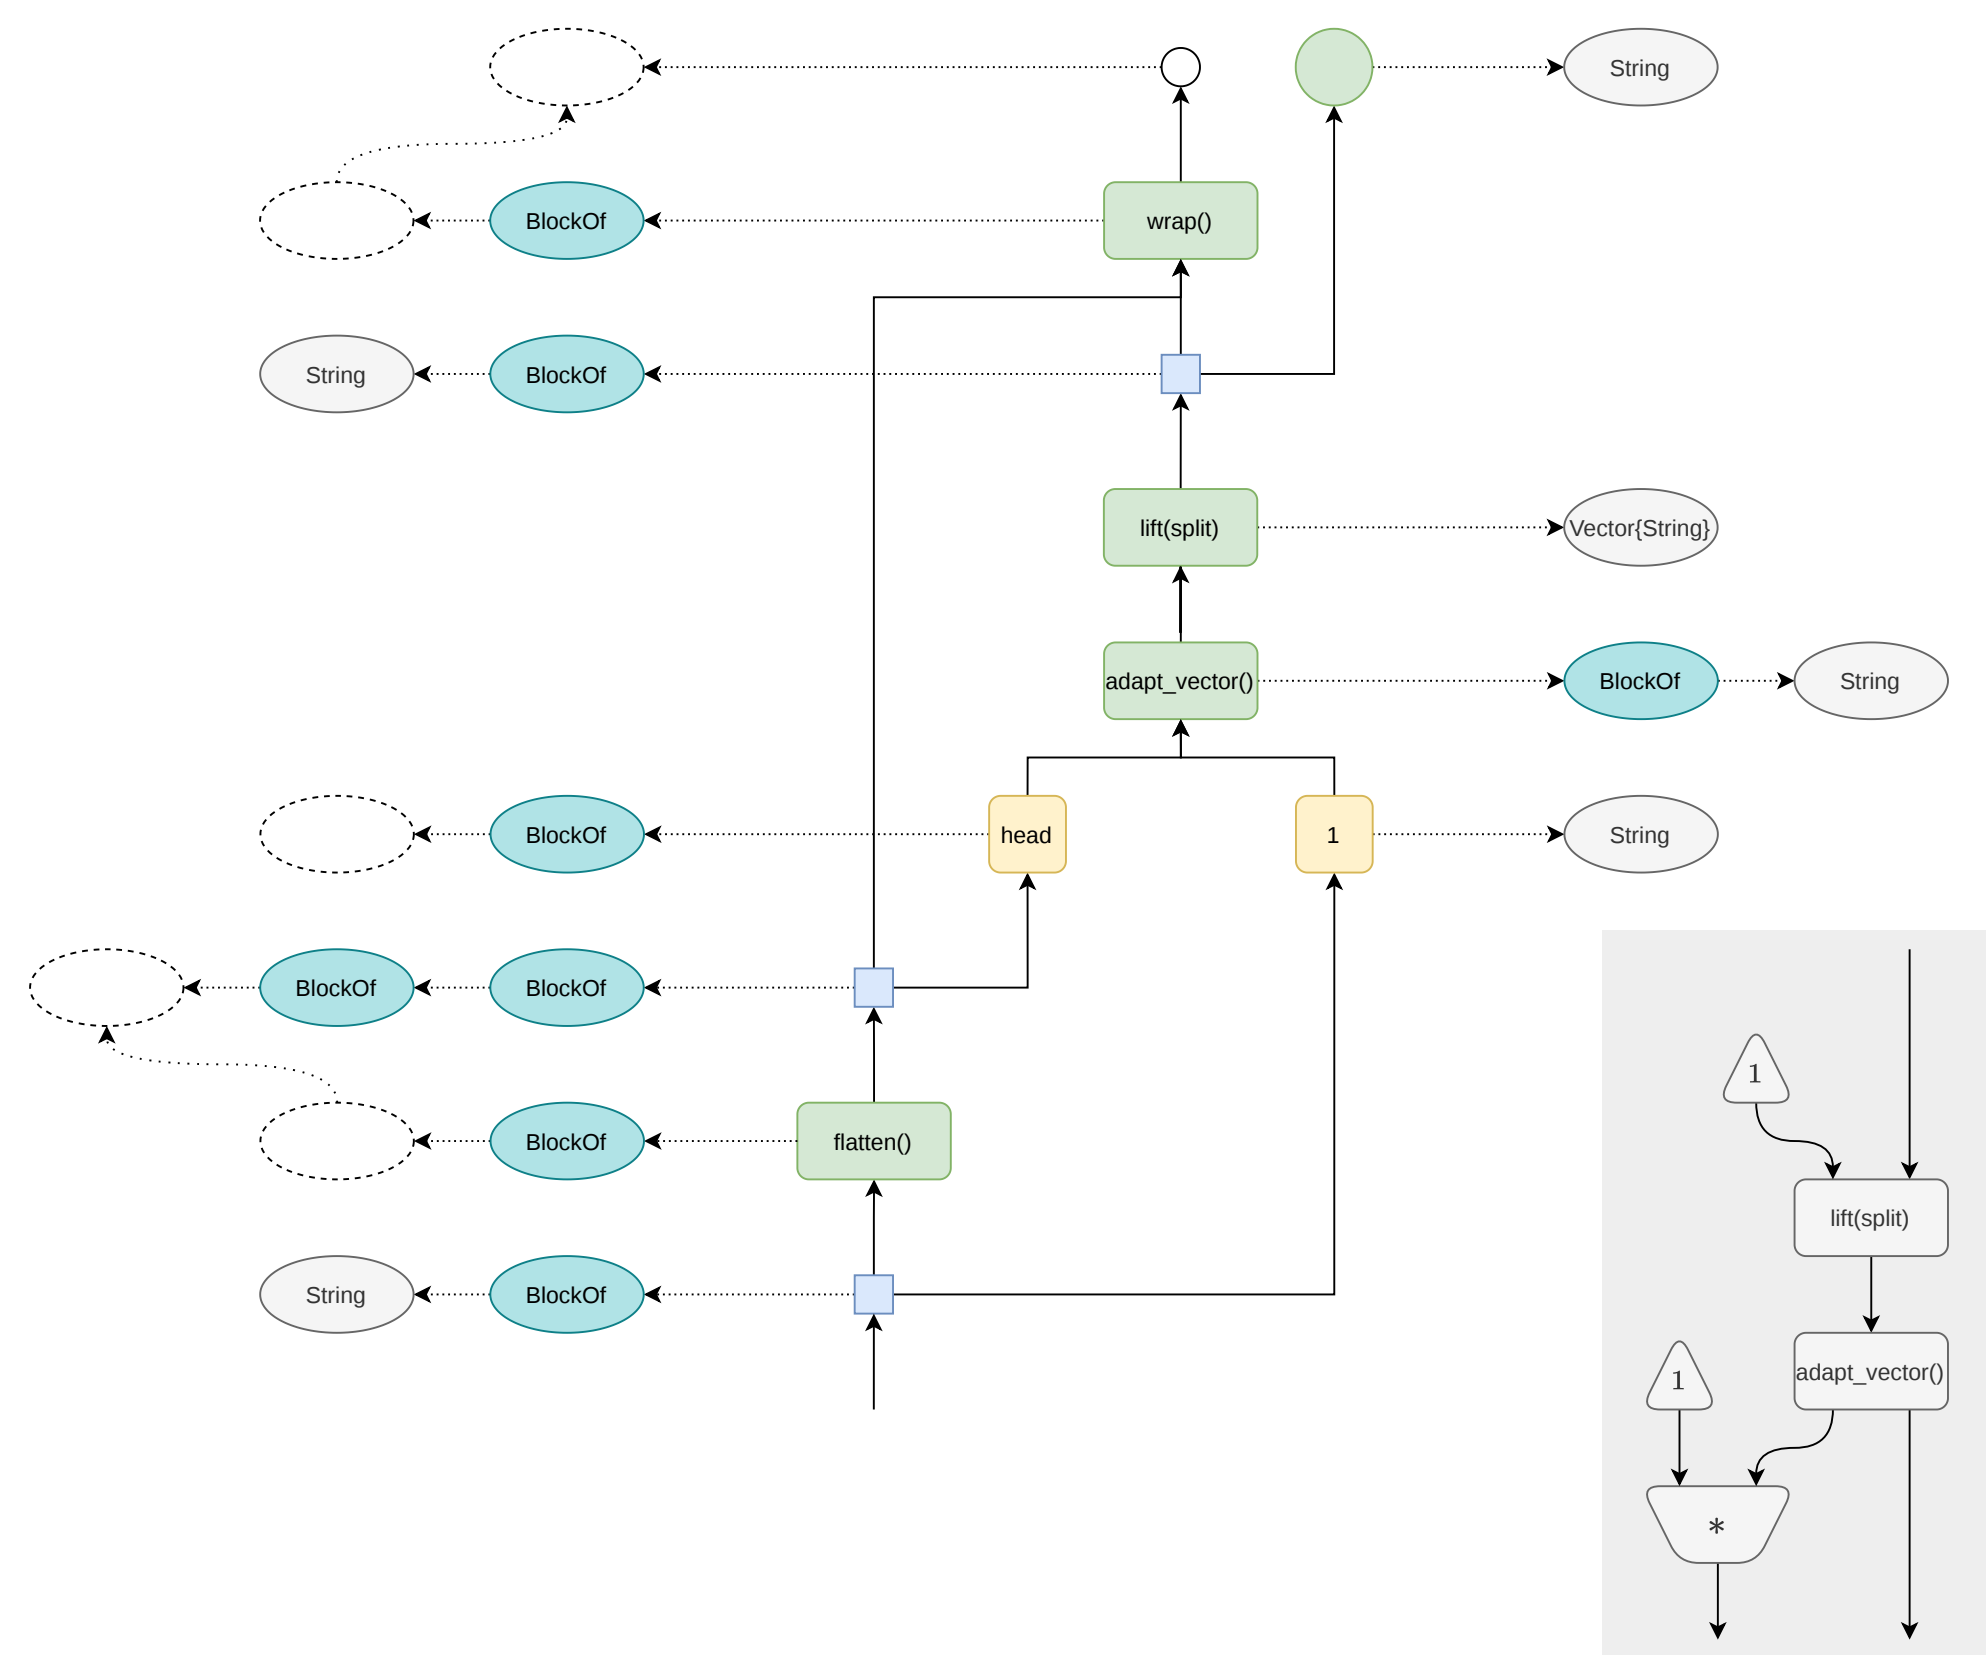 String
BlockOf
wrap()
String
BlockOf
lift(split)
Vector{String}
adapt_vector()
BlockOf
String
BlockOf
head
1
String
BlockOf
BlockOf
1
BlockOf
flatten()
lift(split)
String
BlockOf
1
adapt_vector()
*